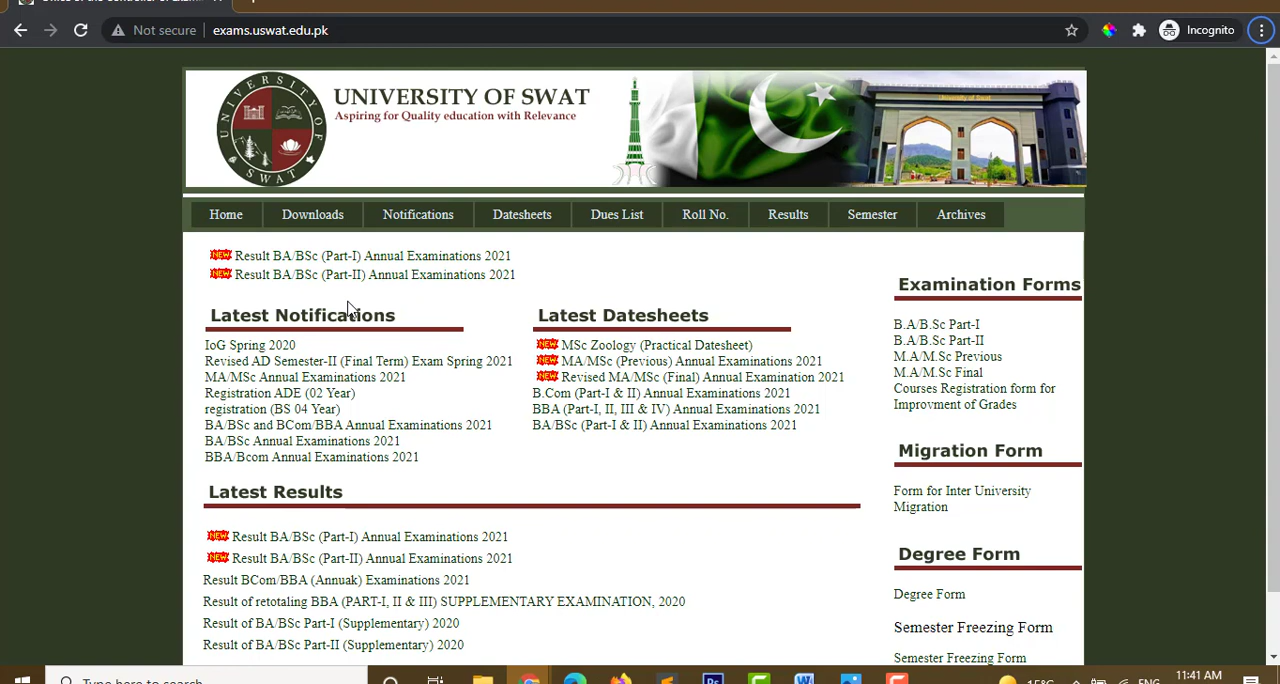 Not secure exams.uswat.edu.pk Incognito
UNIVERSITY OF SWAT
UNIVERSITY OF SWAT
Aspiring for Quality education with Relevance
Home Downloads Notifications Datesheets Dues List Roll No. Results Semester Archives
NEW Result BA/BSc (Part-I) Annual Examinations 2021
NEW Result BA/BSc (Part-II) Annual Examinations 2021
Latest Notifications
IoG Spring 2020
Revised AD Semester-II (Final Term) Exam Spring 2021
MA/MSc Annual Examinations 2021
Registration ADE (02 Year)
registration (BS 04 Year)
BA/BSc and BCom/BBA Annual Examinations 2021
BA/BSc Annual Examinations 2021
BBA/Bcom Annual Examinations 2021
Latest Datesheets
NEW MSc Zoology (Practical Datesheet)
NEW MA/MSc (Previous) Annual Examinations 2021
NEW Revised MA/MSc (Final) Annual Examination 2021
B.Com (Part-I & II) Annual Examinations 2021
BBA (Part-I, II, III & IV) Annual Examinations 2021
BA/BSc (Part-I & II) Annual Examinations 2021
Latest Results
NEW Result BA/BSc (Part-I) Annual Examinations 2021
NEW Result BA/BSc (Part-II) Annual Examinations 2021
Result BCom/BBA (Annuak) Examinations 2021
Result of retotaling BBA (PART-I, II & III) SUPPLEMENTARY EXAMINATION, 2020
Result of BA/BSc Part-I (Supplementary) 2020
Result of BA/BSc Part-II (Supplementary) 2020
Examination Forms
B.A/B.Sc Part-I
B.A/B.Sc Part-II
M.A/M.Sc Previous
M.A/M.Sc Final
Courses Registration form for
Improvment of Grades
Migration Form
Form for Inter University
Migration
Degree Form
Degree Form
Semester Freezing Form
Semester Freezing Form
Type here to search
15°C ENG 11:41 AM